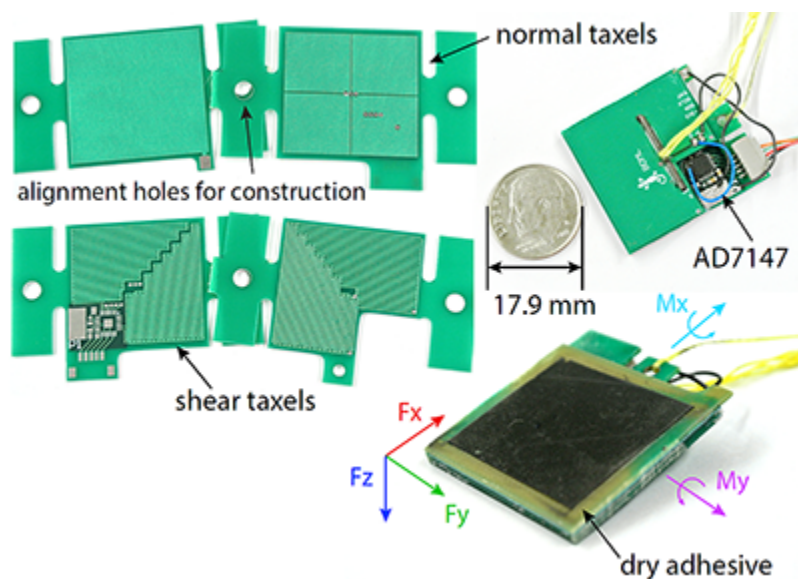 normal taxels
alignment holes for construction
AD7147
17.9 mm
shear taxels
Mx
Fx
Fz
Fy
My
dry adhesive